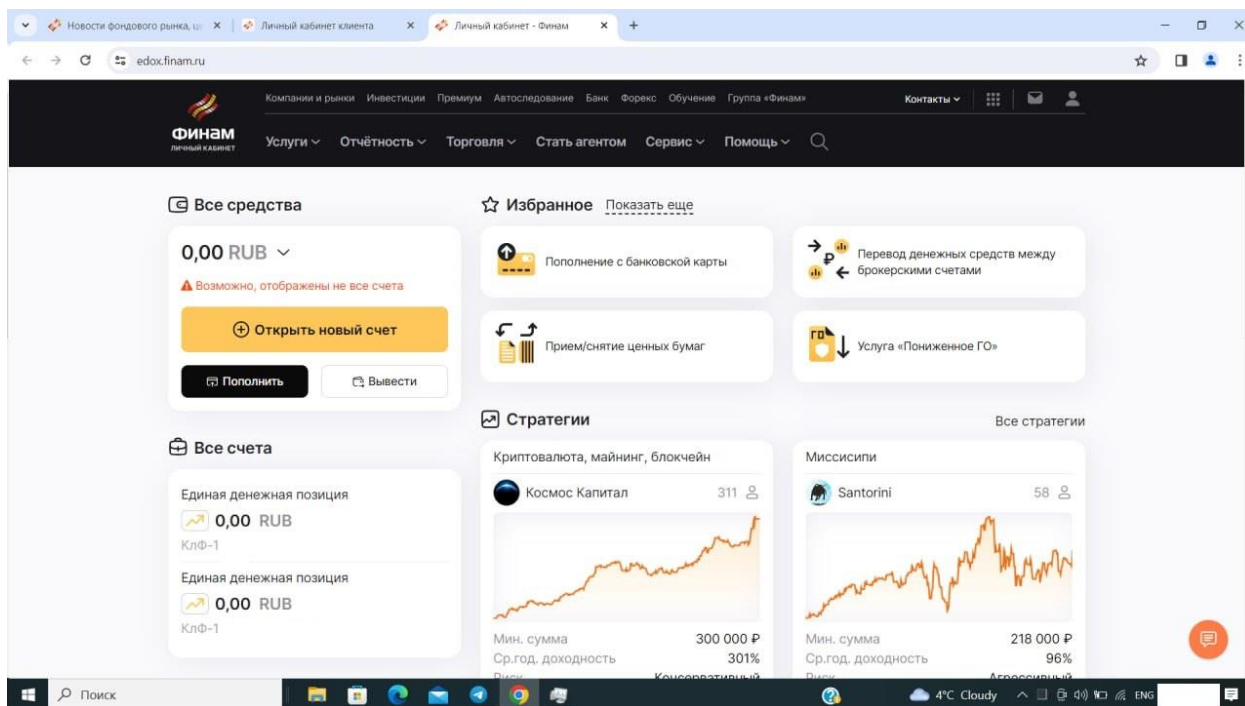 Новости фондового рынка, ц
Личный кабинет клиента
Личный кабинет - Финам
edox.finam.ru
Компании и рынки Инвестиции Премиум Автоследование Банк Форекс Обучение Группа «Финам»
Контакты
ФИНАМ
ЛИЧНЫЙ КАБИНЕТ
Услуги Отчётность Торговля Стать агентом Сервис Помощь
Все средства
0,00 RUB
Возможно, отображены не все счета
Открыть новый счет
Пополнить
Вывести
Все счета
Единая денежная позиция
0,00 RUB
КлФ-1
Единая денежная позиция
0,00 RUB
КлФ-1
Избранное Показать еще
Пополнение с банковской карты
Перевод денежных средств между
брокерскими счетами
Прием/снятие ценных бумаг
ГО
Услуга «Пониженное ГО»
Стратегии
Все стратегии
Криптовалюта, майнинг, блокчейн
Космос Капитал 311
Мин. сумма 300 000 ₽
Ср.год. доходность 301%
Риск Консервативный
Миссисипи
Santorini 58
Мин. сумма 218 000 ₽
Ср.год. доходность 96%
Риск Агрессивный
Поиск
4°C Cloudy
ENG